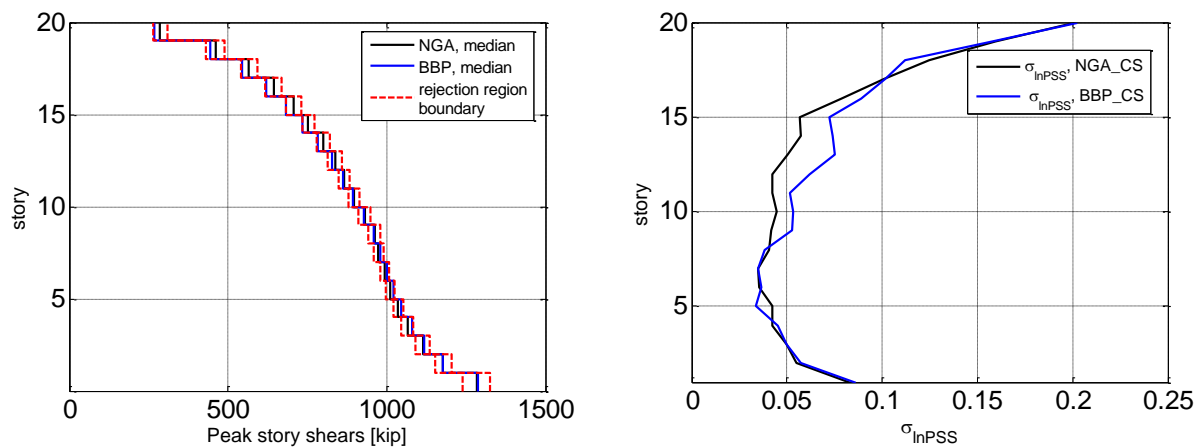 20
15
10
5
story
0
500
1000
1500
Peak story shears [kip]
NGA, median
BBP, median
rejection region
boundary
20
15
10
5
story
0
0.05
0.1
0.15
0.2
0.25
σlnPSS
σlnPSS, NGA_CS
σlnPSS, BBP_CS